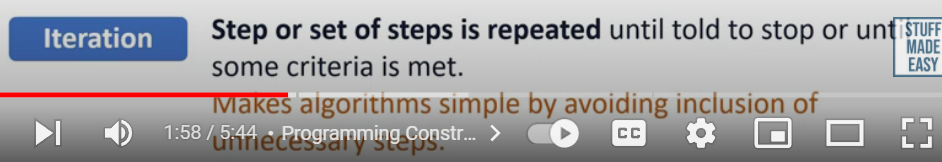 Iteration
Step or set of steps is repeated until told to stop or until
some criteria is met.
STUFF
MADE
EASY
Makes algorithms simple by avoiding inclusion of
unnecessary steps.
1:58 / 5:44 • Programming Constr...
CC